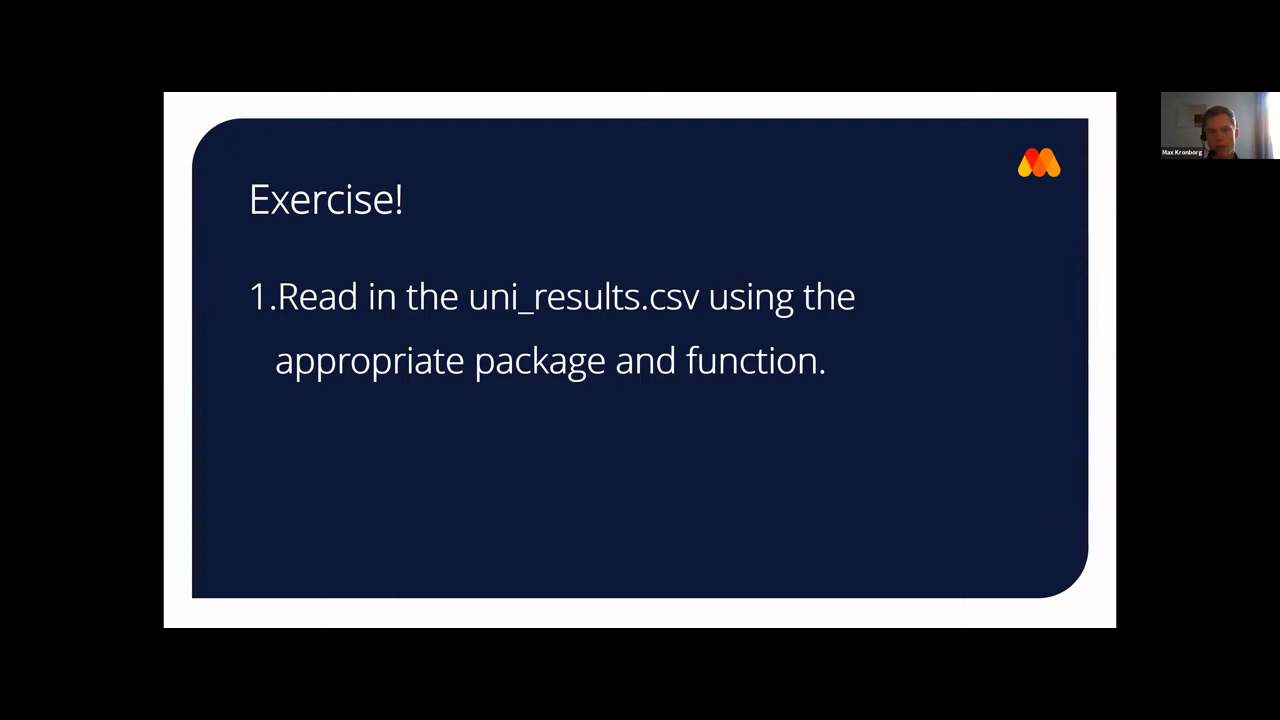 Exercise!
1.Read in the uni_results.csv using the
appropriate package and function.
Max Kronborg